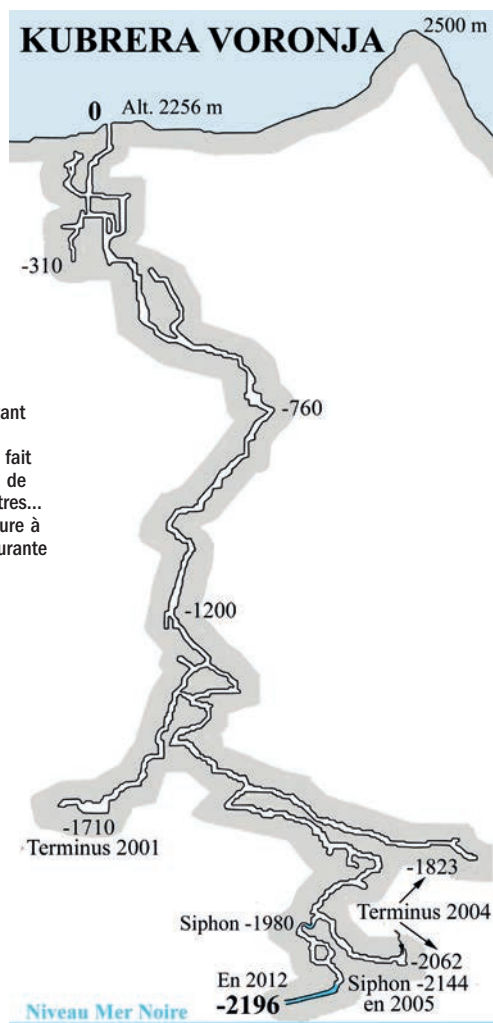 KUBRERA VORONJA
2500 m
0
Alt. 2256 m
-310
ant
fait
de
tres...
ure à
urante
-760
-1200
-1710
Terminus 2001
-1823
Terminus 2004
Siphon -1980
-2062
Siphon -2144
en 2005
En 2012
-2196
Niveau Mer Noire